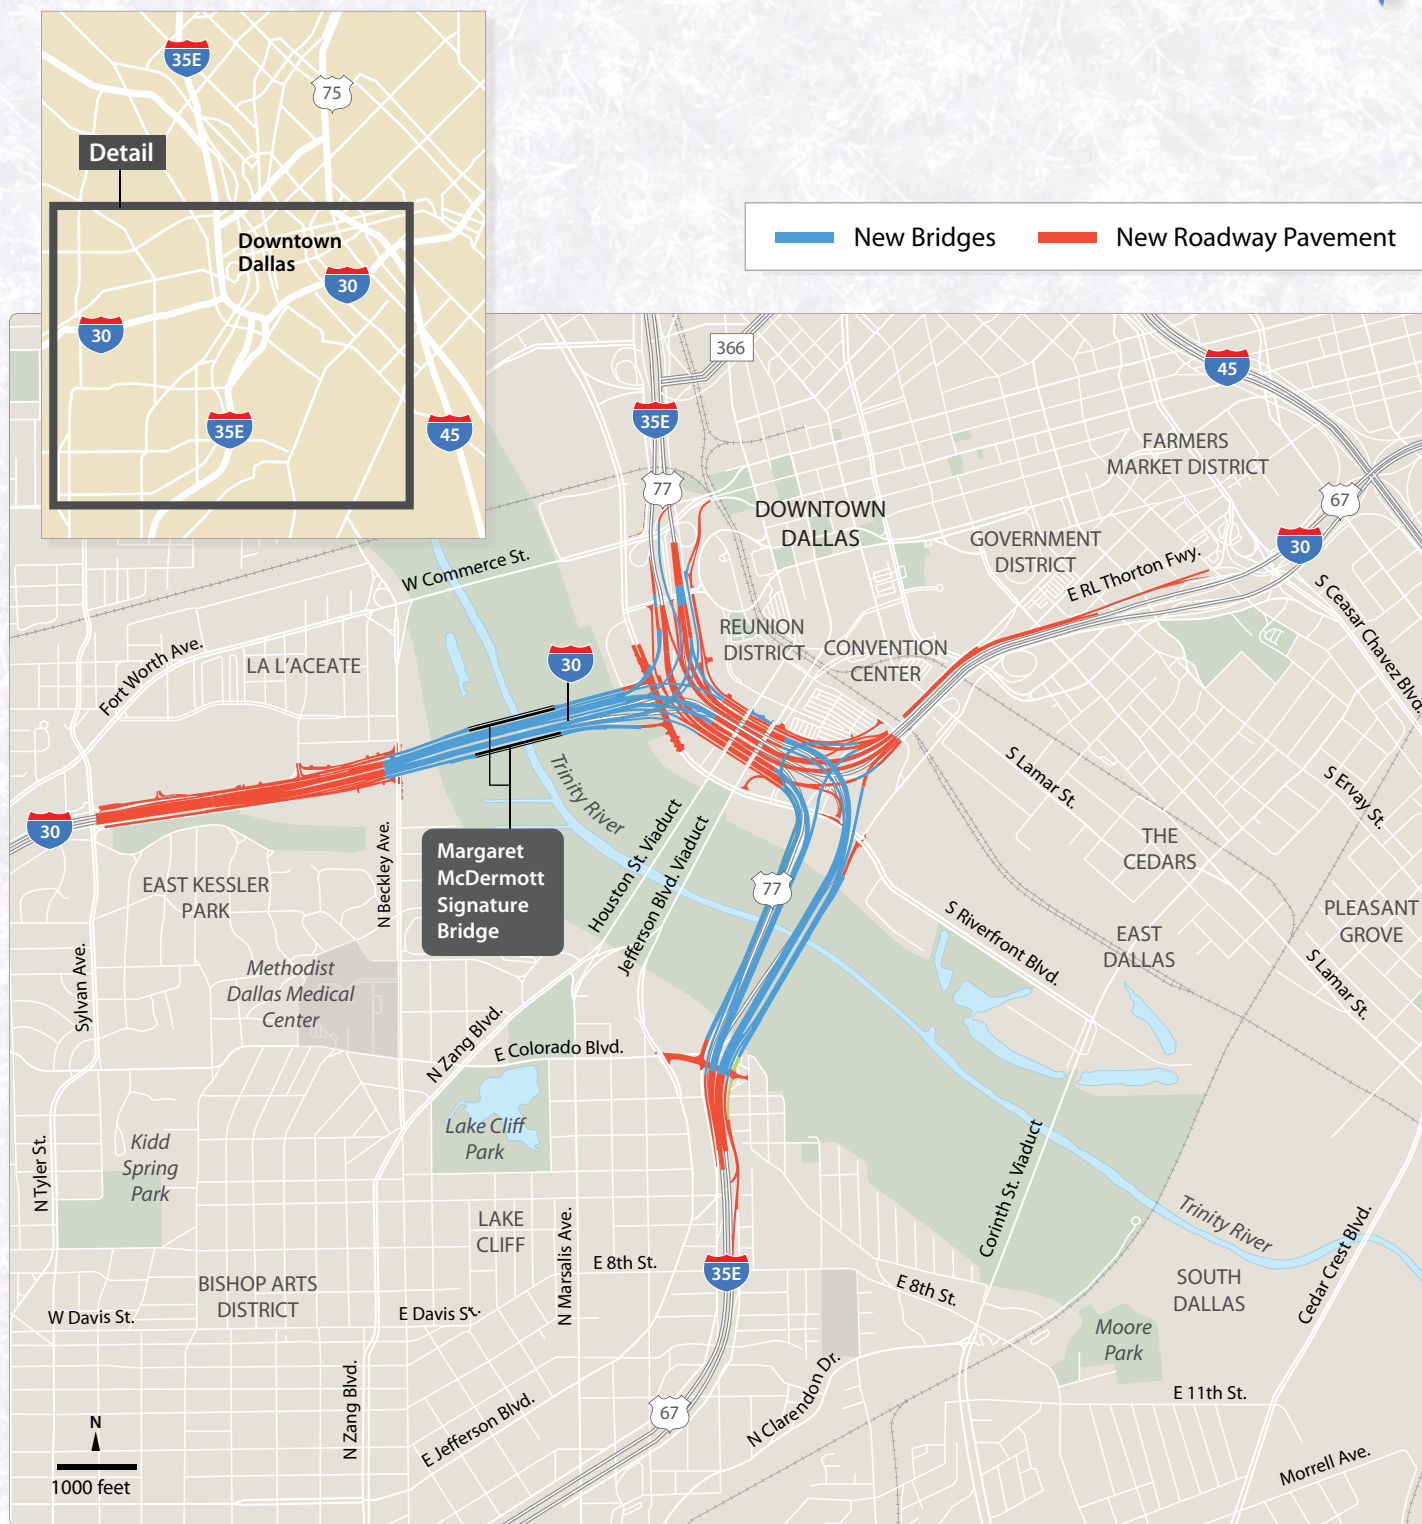 35E
75
Detail
Downtown
Dallas
30
30
35E
45
New Bridges
New Roadway Pavement
366
45
35E
FARMERS
MARKET DISTRICT
77
67
DOWNTOWN
DALLAS
GOVERNMENT
DISTRICT
30
W Commerce St.
E RL Thorton Fwy.
S Ceasar Chavez Blvd.
REUNION
DISTRICT
CONVENTION
CENTER
Fort Worth Ave.
LA L'ACEATE
30
Trinity River
S Lamar St.
S Ervay St.
30
Houston St. Viaduct
Jefferson Blvd. Viaduct
THE
CEDARS
Margaret
McDermott
Signature
Bridge
N Beckley Ave.
EAST KESSLER
PARK
77
PLEASANT
GROVE
S Riverfront Blvd.
EAST
DALLAS
S Lamar St.
Sylvan Ave.
Methodist
Dallas Medical
Center
N Zang Blvd.
E Colorado Blvd.
Lake Cliff
Park
Kidd
Spring
Park
N Tyler St.
Corinth St. Viaduct
Trinity River
LAKE
CLIFF
N Marsalis Ave.
E 8th St.
35E
E 8th St.
Cedar Crest Blvd.
SOUTH
DALLAS
BISHOP ARTS
DISTRICT
W Davis St.
E Davis St.
Moore
Park
N Zang Blvd.
E Jefferson Blvd.
67
N Clarendon Dr.
E 11th St.
Morrell Ave.
N
1000 feet